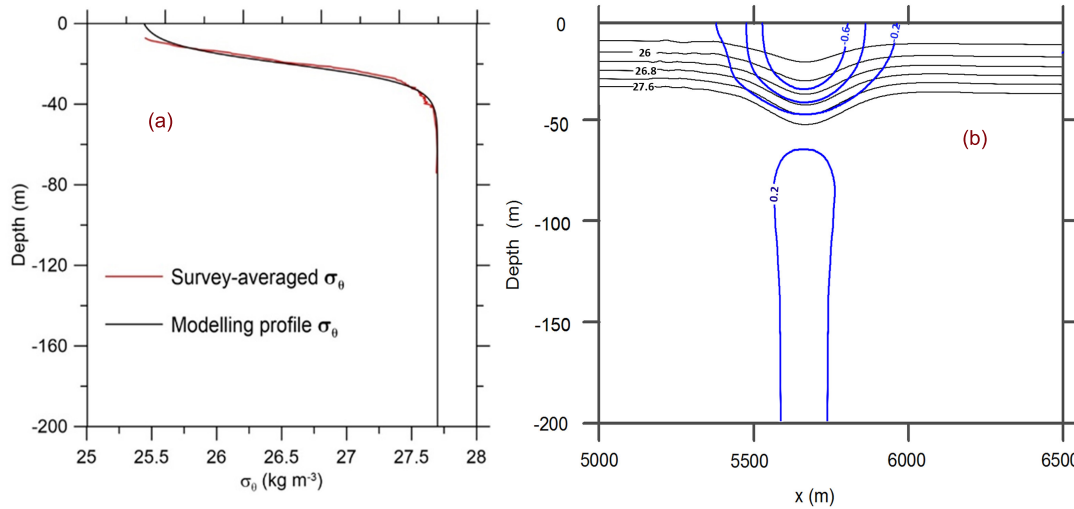 0
-40
-80
-120
-160
-200
Depth (m)
(a)
Survey-averaged σθ
Modelling profile σθ
25 25.5 26 26.5 27 27.5 28
σθ (kg m-3)
0
-50
-100
-150
-200
Depth (m)
26
26.8
27.6
-0.6
-0.2
0.2
(b)
5000 5500 6000 6500
x (m)